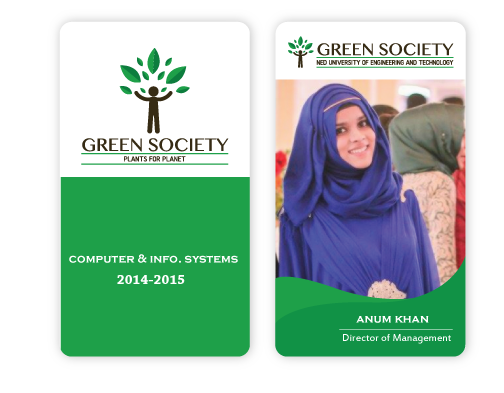 GREEN SOCIETY
PLANTS FOR PLANET
COMPUTER & INFO. SYSTEMS
2014-2015
GREEN SOCIETY
NED UNIVERSITY OF ENGINEERING AND TECHNOLOGY
ANUM KHAN
Director of Management